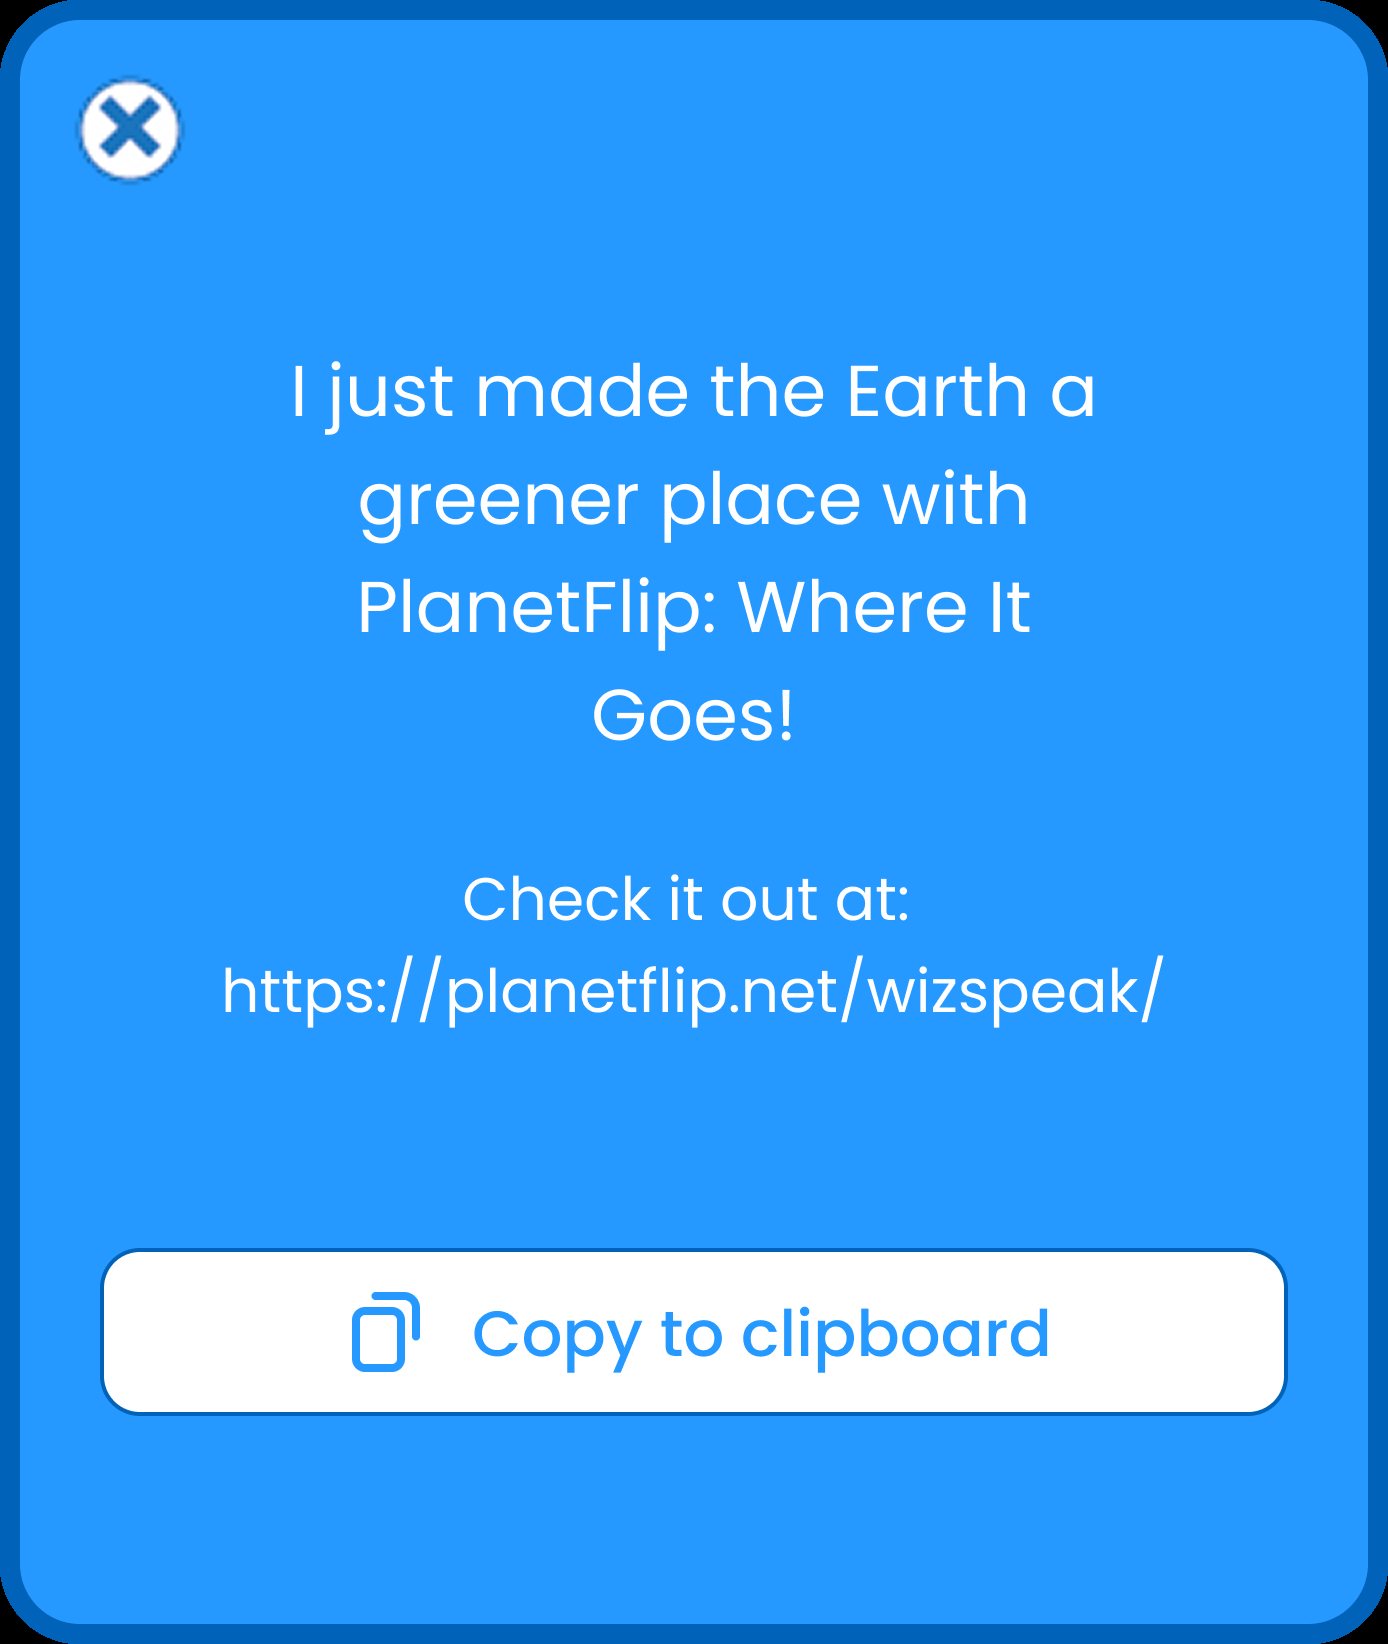 I just made the Earth a
greener place with
PlanetFlip: Where It
Goes!
Check it out at:
https://planetflip.net/wizspeak/
Copy to clipboard